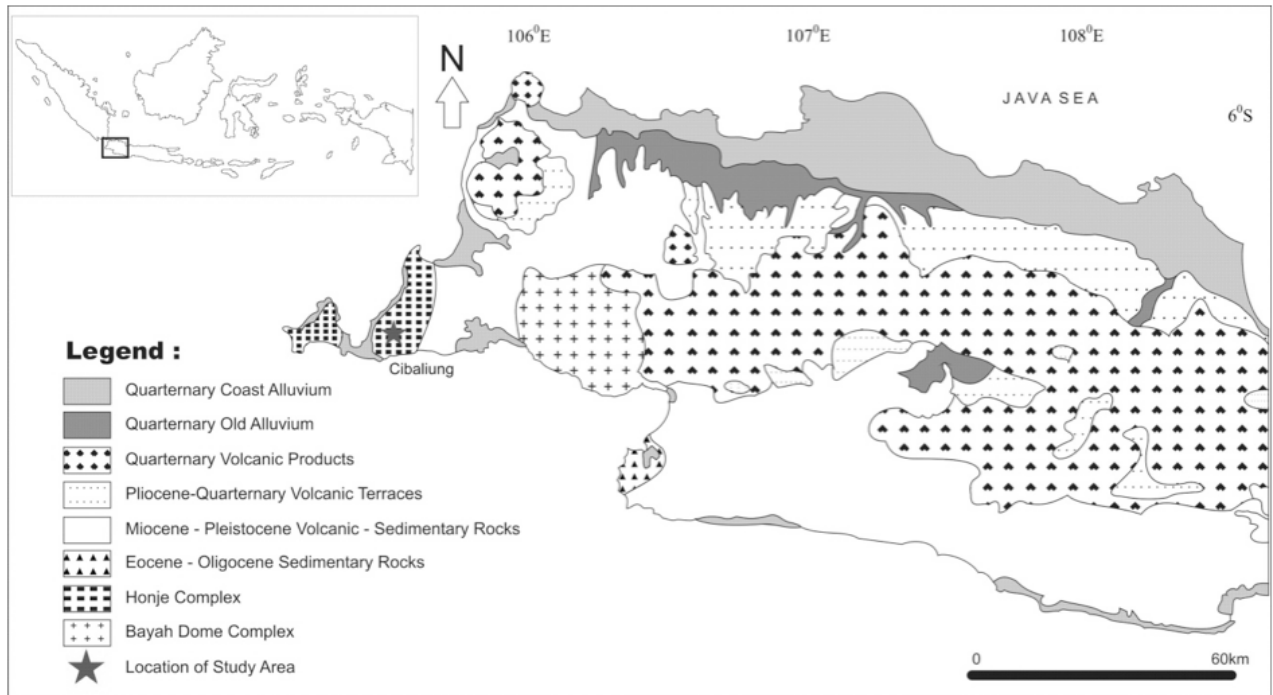 106⁰E
107⁰E
108⁰E
N
JAVA SEA
6⁰S
Cibaliung
Legend :
Quarternary Coast Alluvium
Quarternary Old Alluvium
Quarternary Volcanic Products
Pliocene-Quarternary Volcanic Terraces
Miocene - Pleistocene Volcanic - Sedimentary Rocks
Eocene - Oligocene Sedimentary Rocks
Honje Complex
Bayah Dome Complex
Location of Study Area
0
60km